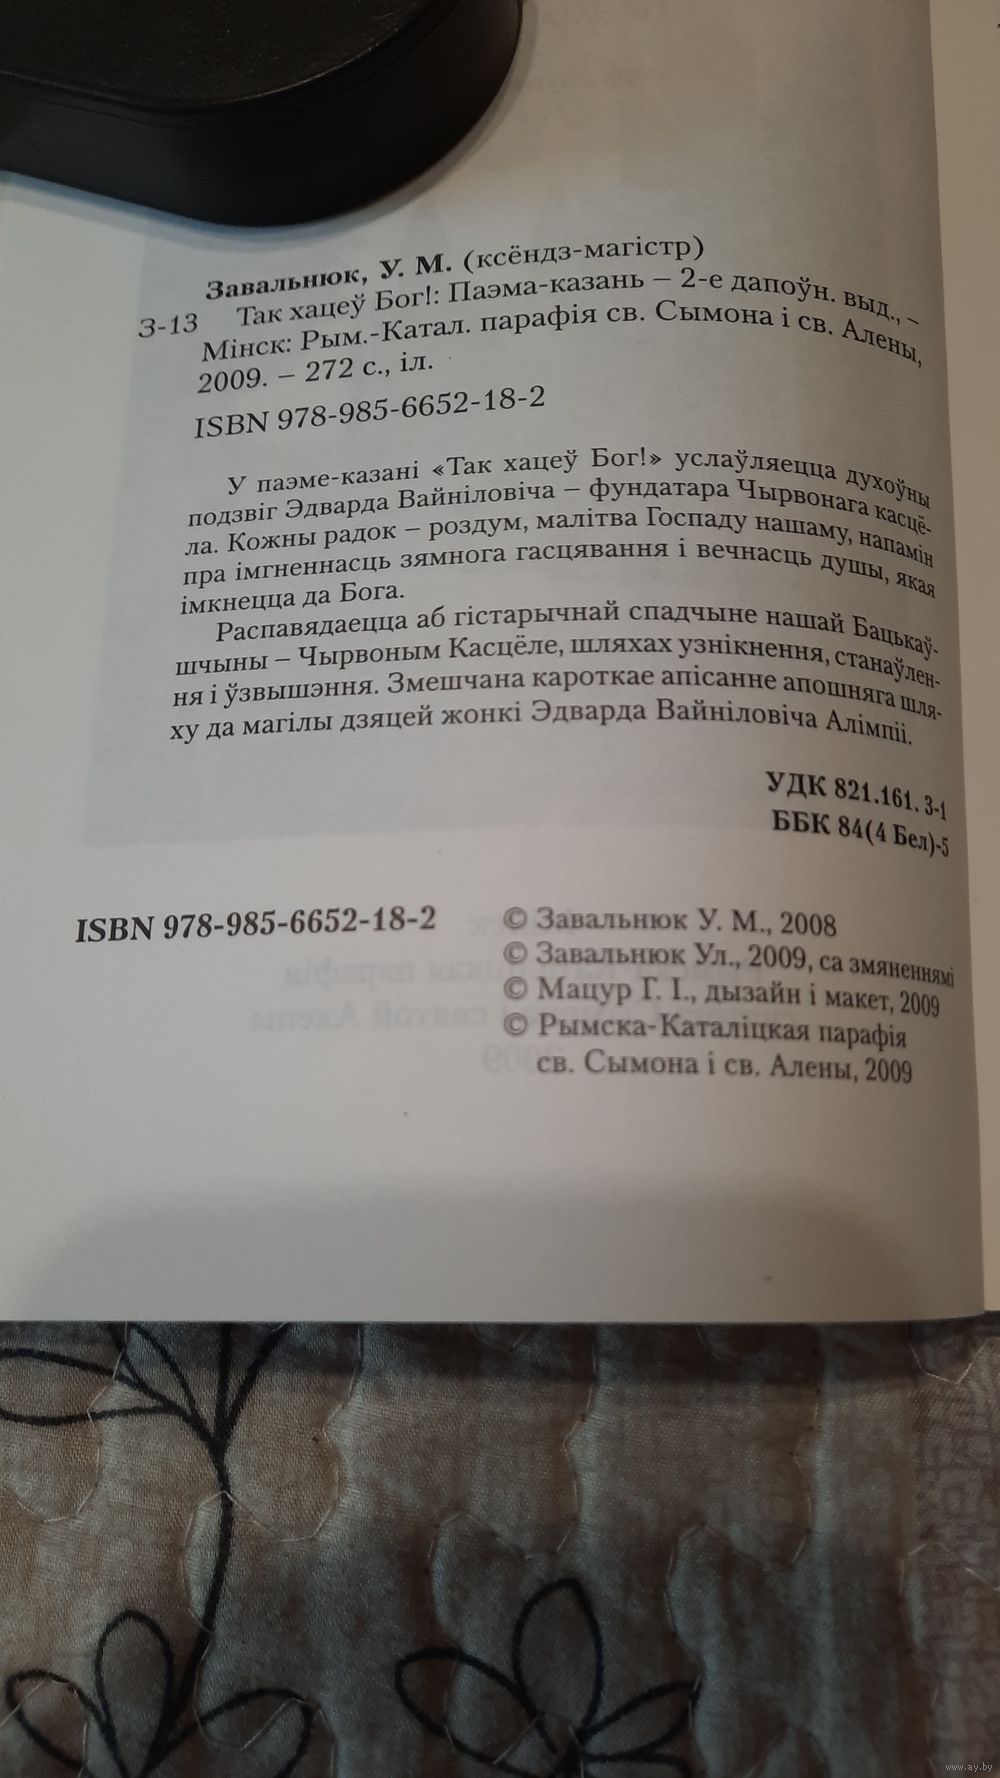 Завальнюк, У. М. (ксёндз-магістр)
З-13 Так хацеў Бог!: Паэма-казань – 2-е дапоўн. выд., –
Мінск: Рым.-Катал. парафія св. Сымона і св. Алены,
2009. – 272 с., іл.
ISBN 978-985-6652-18-2
У паэме-казані «Так хацеў Бог!» услаўляецца духоўны
подзвіг Эдварда Вайніловіча – фундатара Чырвонага касцё-
ла. Кожны радок – роздум, малітва Госпаду нашаму, напамін
пра імгненнасць зямнога гасцявання і вечнасць душы, якая
імкнецца да Бога.
Распавядаецца аб гістарычнай спадчыне нашай Бацькаў-
шчыны – Чырвоным Касцёле, шляхах узнікнення, станаўлен-
ня і ўзвышэння. Змешчана кароткае апісанне апошняга шля-
ху да магілы дзяцей жонкі Эдварда Вайніловіча Алімпіі.
УДК 821.161.3-1
ББК 84(4 Бел)-5
ISBN 978-985-6652-18-2
© Завальнюк У. М., 2008
© Завальнюк Ул., 2009, са змяненнямі
© Мацур Г. І., дызайн і макет, 2009
© Рымска-Каталіцкая парафія
св. Сымона і св. Алены, 2009
www.ay.by